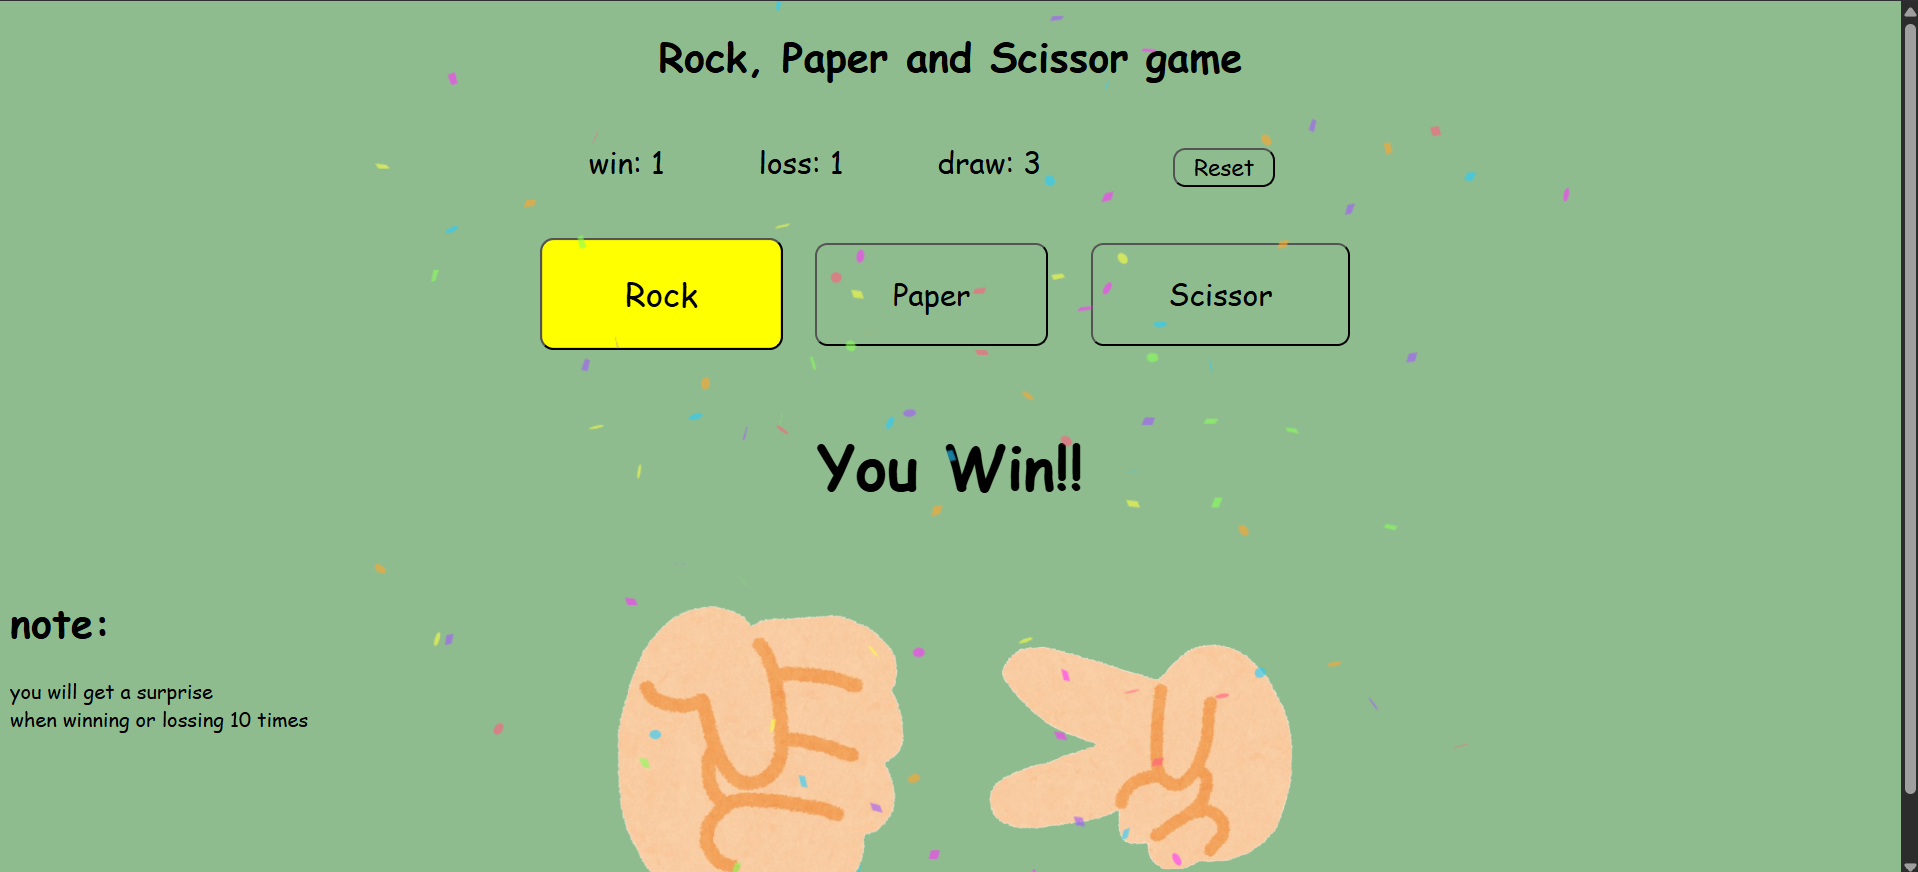 Rock, Paper and Scissor game
win: 1 loss: 1 draw: 3 Reset
Rock Paper Scissor
You Win!!
note:
you will get a surprise
when winning or lossing 10 times